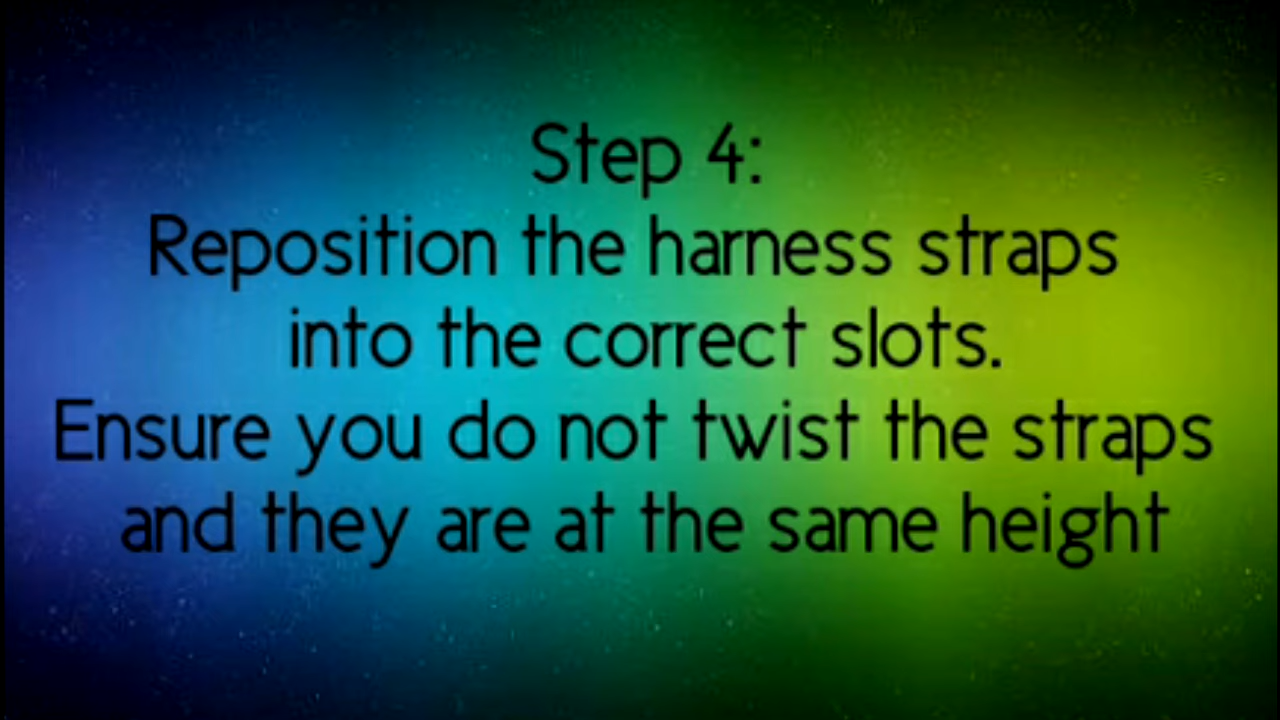 Step 4:
Reposition the harness straps
into the correct slots.
Ensure you do not twist the straps
and they are at the same height